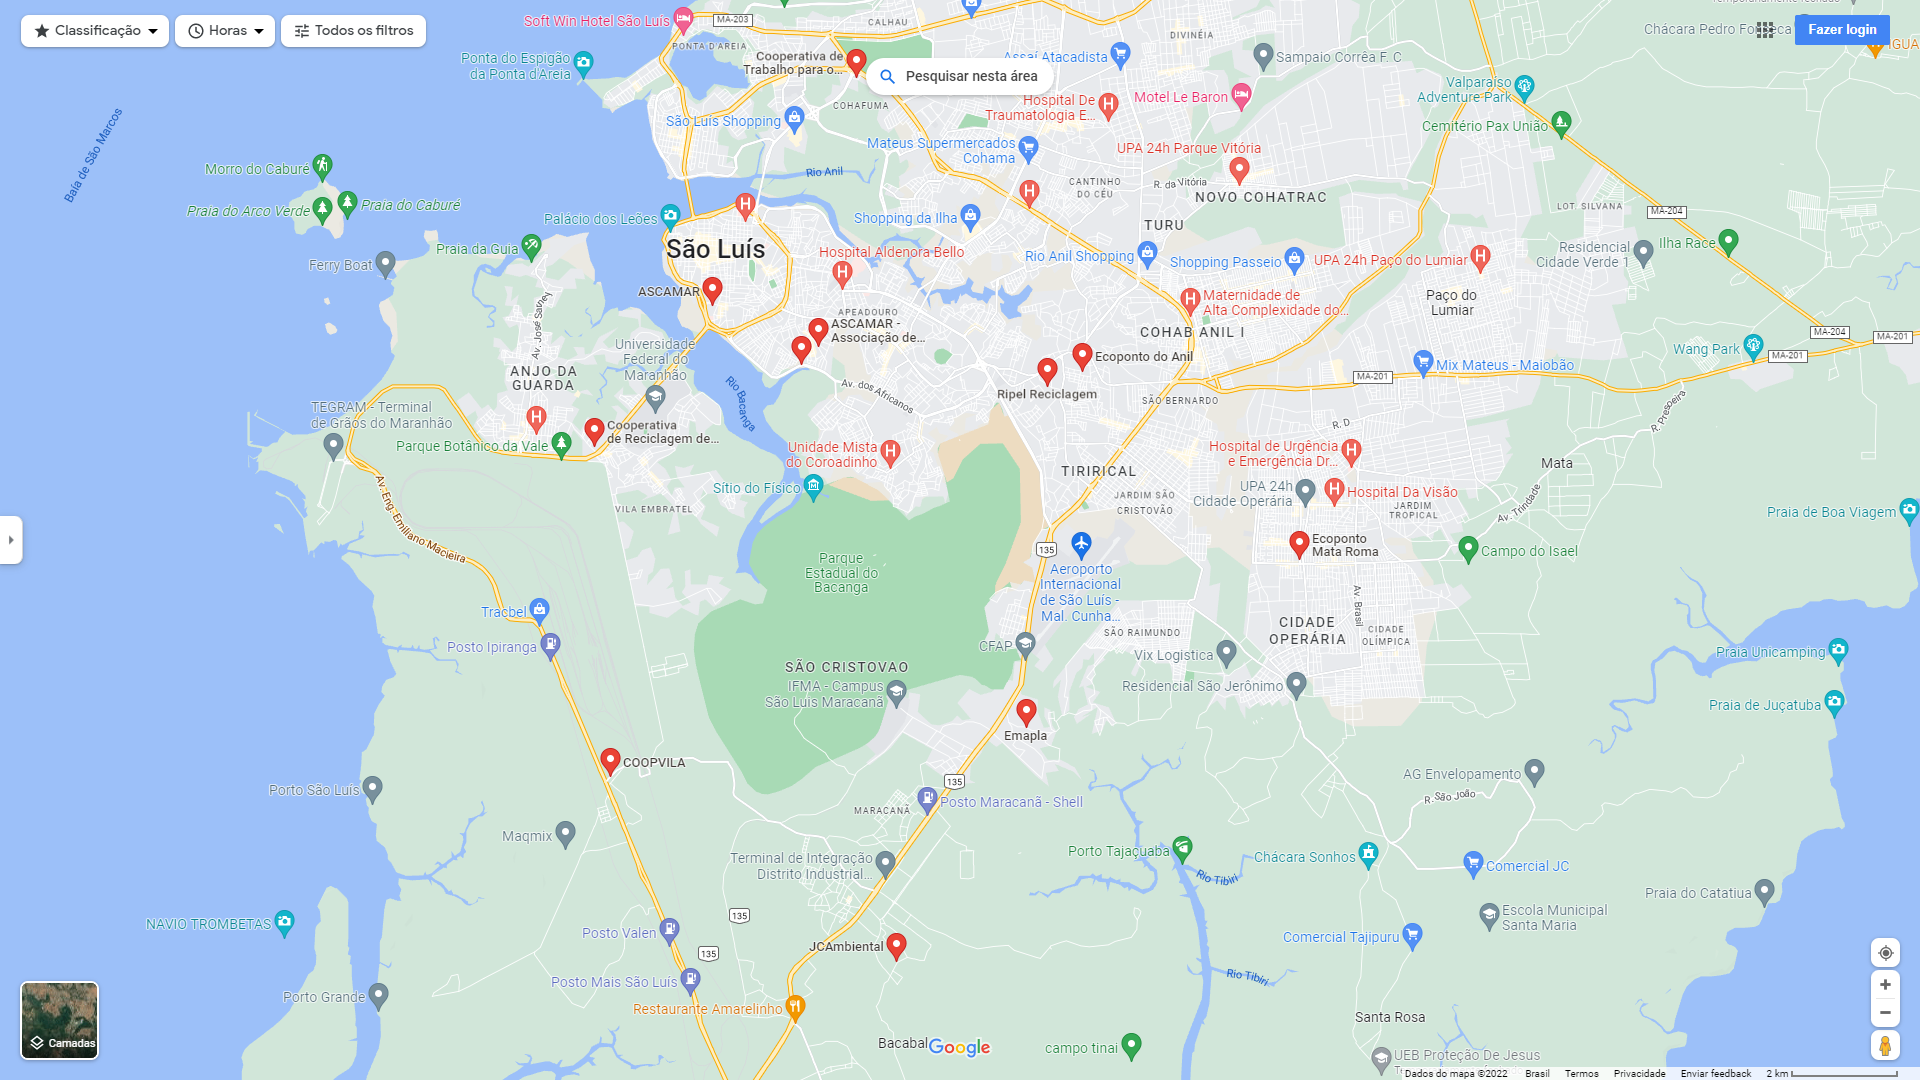 Classificação
Horas
Todos os filtros
Soft Win Hotel São Luís
MA-203
CALHAU
DIVINÉIA
Chácara Pedro Fonseca
Fazer login
PONTA D'AREIA
Ponta do Espigão
da Ponta d'Areia
Cooperativa de
Trabalho para o...
Pesquisar nesta área
Assaí Atacadista
Sampaio Corrêa F. C
Valparaíso
Adventure Park
Motel Le Baron
Hospital De
Traumatologia E...
COHAFUMA
São Luís Shopping
Cemitério Pax União
Baía de São Marcos
Mateus Supermercados
Cohama
UPA 24h Parque Vitória
Morro do Caburé
Rio Anil
CANTINHO
DO CÉU
R. da Vitória
NOVO COHATRAC
LOT. SILVANA
MA-204
Praia do Arco Verde
Praia do Caburé
Palácio dos Leões
Shopping da Ilha
TURU
São Luís
Praia da Guia
Ferry Boat
Hospital Aldenora Bello
Rio Anil Shopping
Shopping Passeio
UPA 24h Paço do Lumiar
Residencial
Cidade Verde 1
Ilha Race
ASCAMAR
Maternidade de
Alta Complexidade do...
Paço do
Lumiar
APEADOURO
ASCAMAR -
Associação de...
COHAB ANIL I
MA-204
MA-201
Av. José Sarney
Universidade
Federal do
Maranhão
Ecoponto do Anil
Wang Park
MA-201
ANJO DA
GUARDA
Mix Mateus - Maiobão
MA-201
Rio Bacanga
Av. dos Africanos
Ripel Reciclagem
SÃO BERNARDO
R. Presoeira
TEGRAM - Terminal
de Grãos do Maranhão
Cooperativa
de Reciclagem de...
Parque Botânico da Vale
R. D
Unidade Mista
do Coroadinho
Hospital de Urgência
e Emergência Dr...
TIRIRICAL
Mata
Av. Eng. Emiliano Macieira
Sítio do Físico
JARDIM SÃO
CRISTOVÃO
UPA 24h
Cidade Operária
Hospital Da Visão
JARDIM
TROPICAL
Av. Trindade
VILA EMBRATEL
Praia de Boa Viagem
135
Ecoponto
Mata Roma
Campo do Isael
Parque
Estadual do
Bacanga
Aeroporto
Internacional
de São Luís -
Mal. Cunha...
Av. Brasil
Tracbel
Posto Ipiranga
CIDADE
OPERÁRIA
CIDADE
OLÍMPICA
SÃO RAIMUNDO
CFAP
Vix Logistica
Praia Unicamping
SÃO CRISTOVAO
IFMA - Campus
São Luis Maracanã
Residencial São Jerônimo
Praia de Juçatuba
Emapla
COOPVILA
135
AG Envelopamento
Porto São Luís
R. São João
MARACANÃ
Posto Maracanã - Shell
Maqmix
Terminal de Integração
Distrito Industrial...
Porto Tajaçuaba
Chácara Sonhos
Comercial JC
Rio Tibiri
Praia do Catatiua
135
NAVIO TROMBETAS
Posto Valen
Escola Municipal
Santa Maria
Comercial Tajipuru
JCAmbiental
135
Rio Tibiri
Posto Mais São Luís
Porto Grande
Restaurante Amarelinho
Santa Rosa
Camadas
Bacabal
Google
campo tinai
UEB Proteção De Jesus
Dados do mapa ©2022 Brasil Termos Privacidade Enviar feedback 2 km